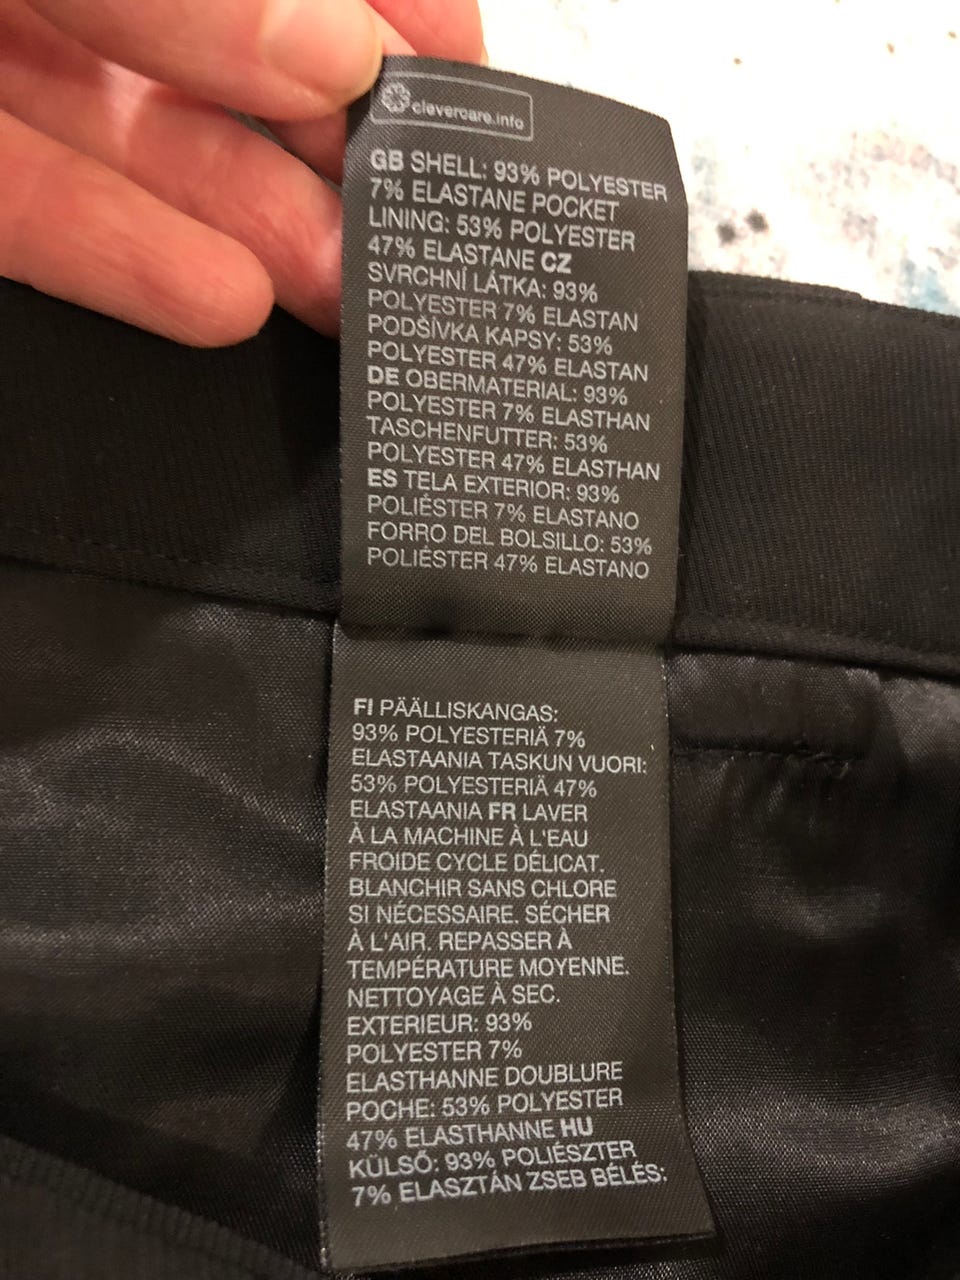 clevercare.info
GB SHELL: 93% POLYESTER
7% ELASTANE POCKET
LINING: 53% POLYESTER
47% ELASTANE CZ
SVRCHNÍ LÁTKA: 93%
POLYESTER 7% ELASTAN
PODŠÍVKA KAPSY: 53%
POLYESTER 47% ELASTAN
DE OBERMATERIAL: 93%
POLYESTER 7% ELASTHAN
TASCHENFUTTER: 53%
POLYESTER 47% ELASTHAN
ES TELA EXTERIOR: 93%
POLIÉSTER 7% ELASTANO
FORRO DEL BOLSILLO: 53%
POLIÉSTER 47% ELASTANO
FI PÄÄLLISKANGAS:
93% POLYESTERIÄ 7%
ELASTAANIA TASKUN VUORI:
53% POLYESTERIÄ 47%
ELASTAANIA FR LAVER
À LA MACHINE À L'EAU
FROIDE CYCLE DÉLICAT.
BLANCHIR SANS CHLORE
SI NÉCESSAIRE. SÉCHER
À L'AIR. REPASSER À
TEMPÉRATURE MOYENNE.
NETTOYAGE À SEC.
EXTERIEUR: 93%
POLYESTER 7%
ELASTHANNE DOUBLURE
POCHE: 53% POLYESTER
47% ELASTHANNE HU
KÜLSŐ: 93% POLIÉSZTER
7% ELASZTÁN ZSEB BÉLÉS: